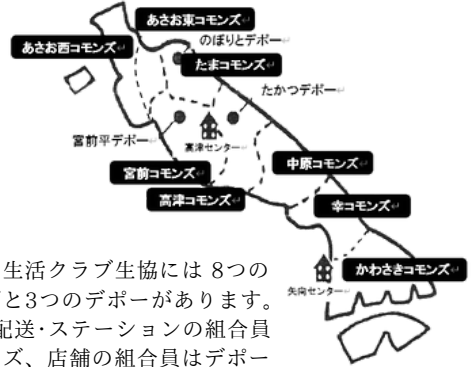 あさお東コモンズ
のぼりとデポー
あさお西コモンズ
たまコモンズ
たかつデポー
宮前平デポー
高津センター
宮前コモンズ
中原コモンズ
高津コモンズ
幸コモンズ
かわさきコモンズ
矢向センター
生活クラブ生協には 8つの
と3つのデポーがあります。
配送・ステーションの組合員
ズ、店舗の組合員はデポー